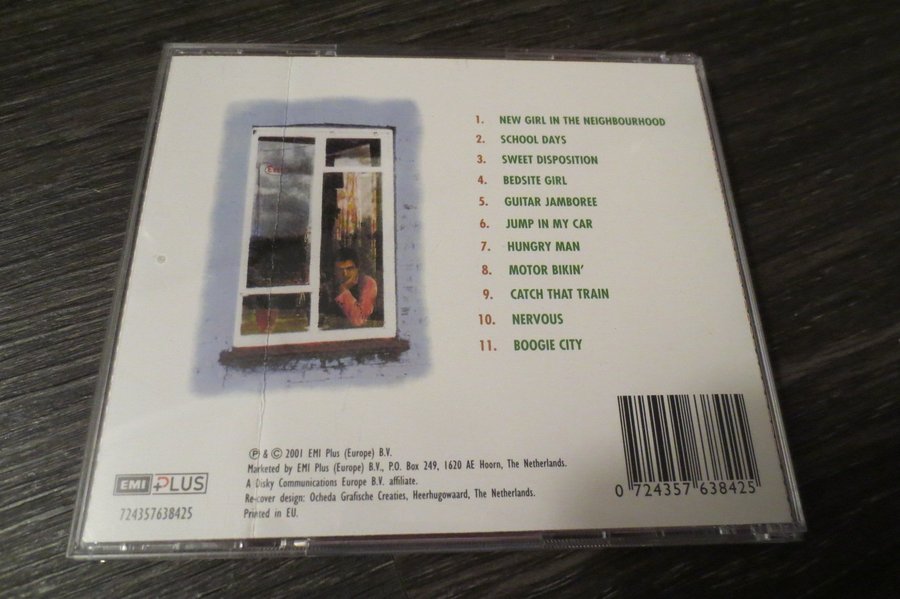 1. NEW GIRL IN THE NEIGHBOURHOOD
2. SCHOOL DAYS
3. SWEET DISPOSITION
4. BEDSITE GIRL
5. GUITAR JAMBOREE
6. JUMP IN MY CAR
7. HUNGRY MAN
8. MOTOR BIKIN'
9. CATCH THAT TRAIN
10. NERVOUS
11. BOOGIE CITY
EMI
℗ & © 2001 EMI Plus (Europe) B.V.
Marketed by EMI Plus (Europe) B.V., P.O. Box 249, 1620 AE Hoorn, The Netherlands.
A Disky Communications Europe B.V. affiliate.
Re-cover design: Ocheda Grafische Creaties, Heerhugowaard, The Netherlands.
Printed in EU.
EMI PLUS
724357638425
0 724357 638425